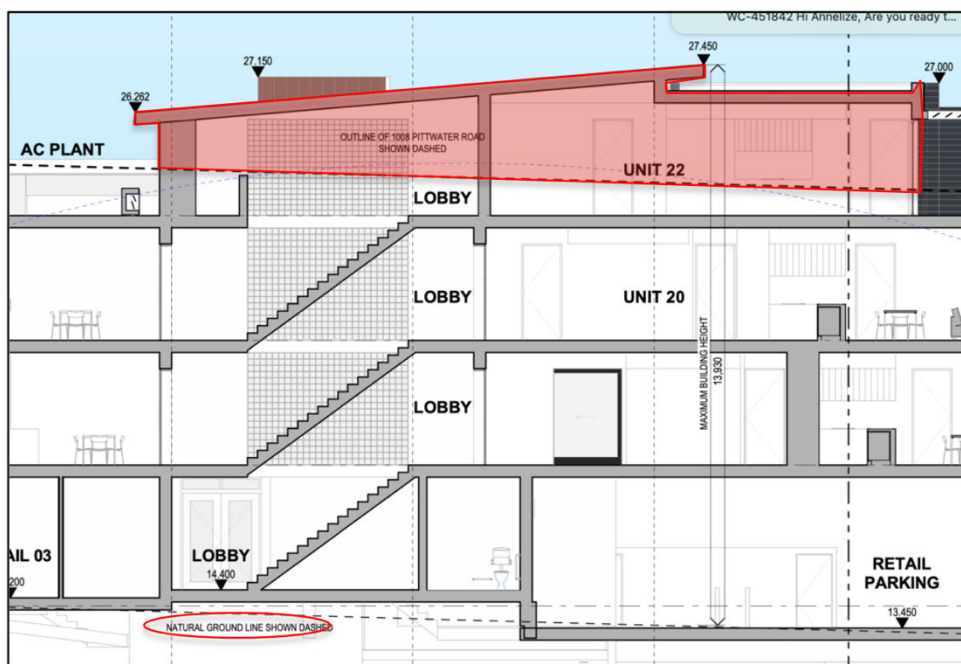 WC-451842 Hi Annelize, Are you ready t...
27.450
27.150
27.000
26.262
OUTLINE OF 1008 PITTWATER ROAD
SHOWN DASHED
AC PLANT
UNIT 22
LOBBY
LOBBY
UNIT 20
MAXIMUM BUILDING HEIGHT
13,930
LOBBY
AIL 03
LOBBY
RETAIL
PARKING
200
14.400
13.450
NATURAL GROUND LINE SHOWN DASHED